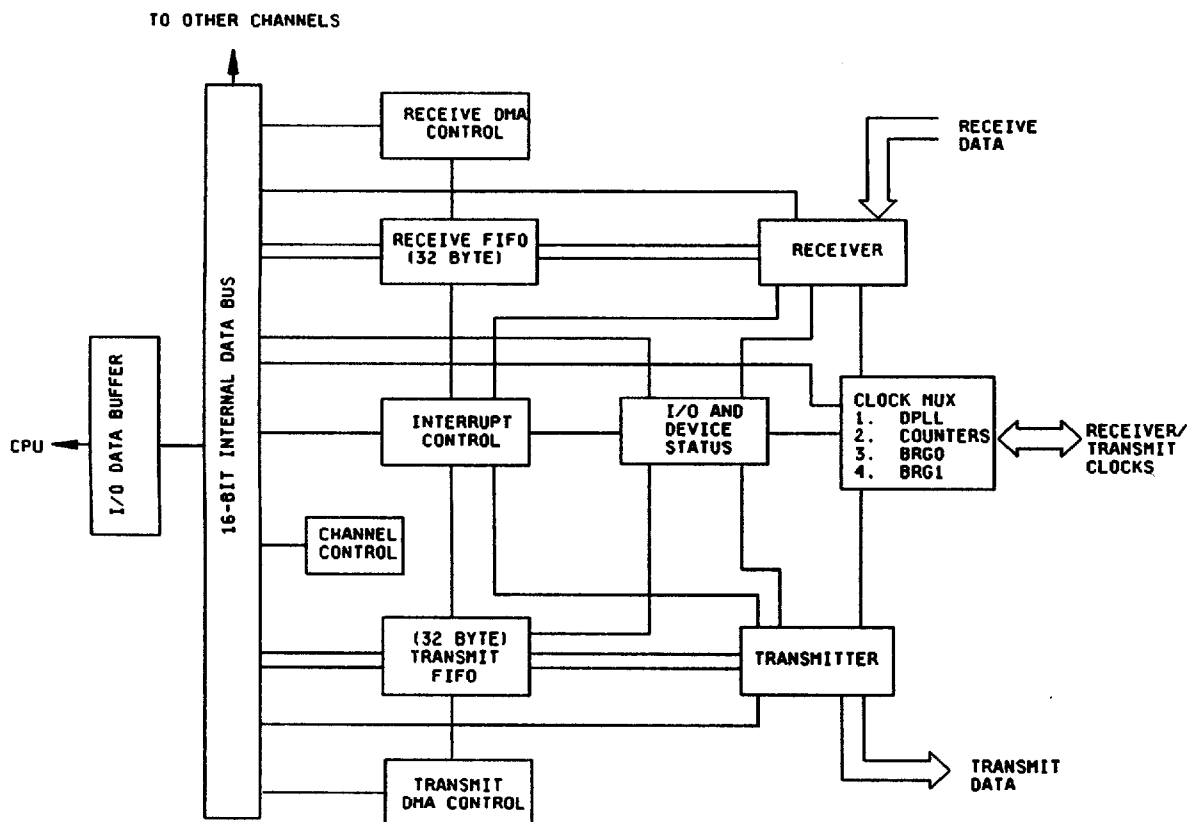 TO OTHER CHANNELS
RECEIVE DMA
CONTROL
RECEIVE
DATA
RECEIVE FIFO
(32 BYTE)
RECEIVER
16-BIT INTERNAL DATA BUS
I/O DATA BUFFER
CPU
INTERRUPT
CONTROL
I/O AND
DEVICE
STATUS
CLOCK MUX
1. DPLL
2. COUNTERS
3. BRG0
4. BRG1
RECEIVER/
TRANSMIT
CLOCKS
CHANNEL
CONTROL
(32 BYTE)
TRANSMIT
FIFO
TRANSMITTER
TRANSMIT
DMA CONTROL
TRANSMIT
DATA